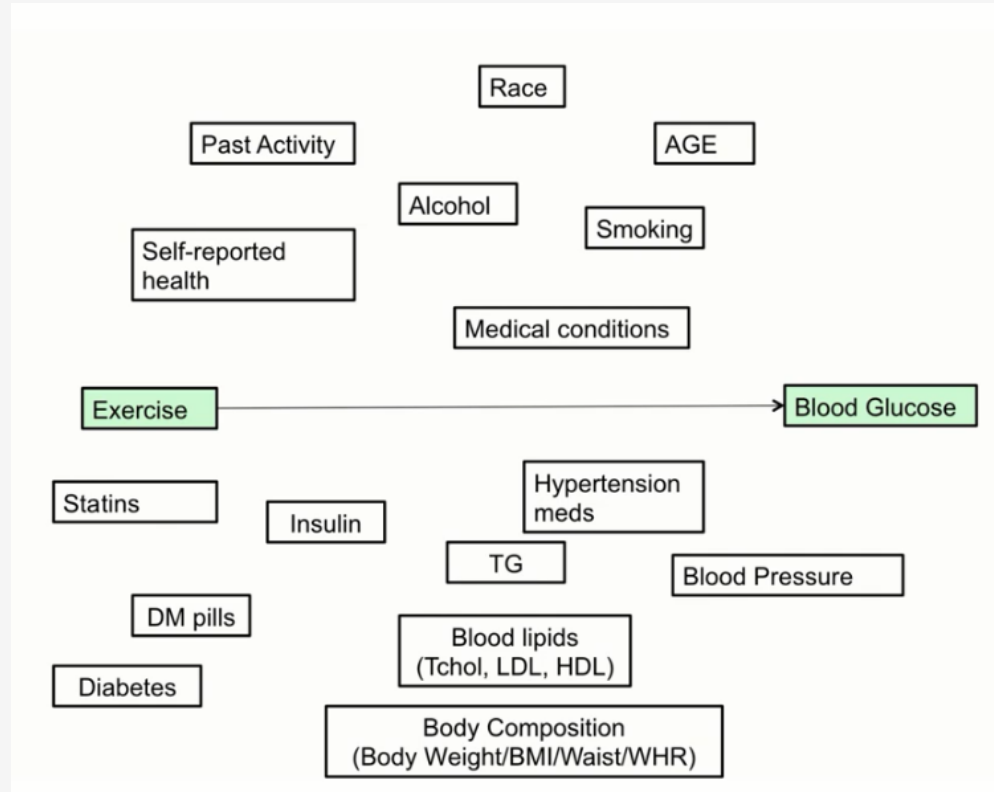 Race
Past Activity
AGE
Alcohol
Smoking
Self-reported
health
Medical conditions
Exercise
Blood Glucose
Statins
Hypertension
meds
Insulin
TG
Blood Pressure
DM pills
Blood lipids
(Tchol, LDL, HDL)
Diabetes
Body Composition
(Body Weight/BMI/Waist/WHR)